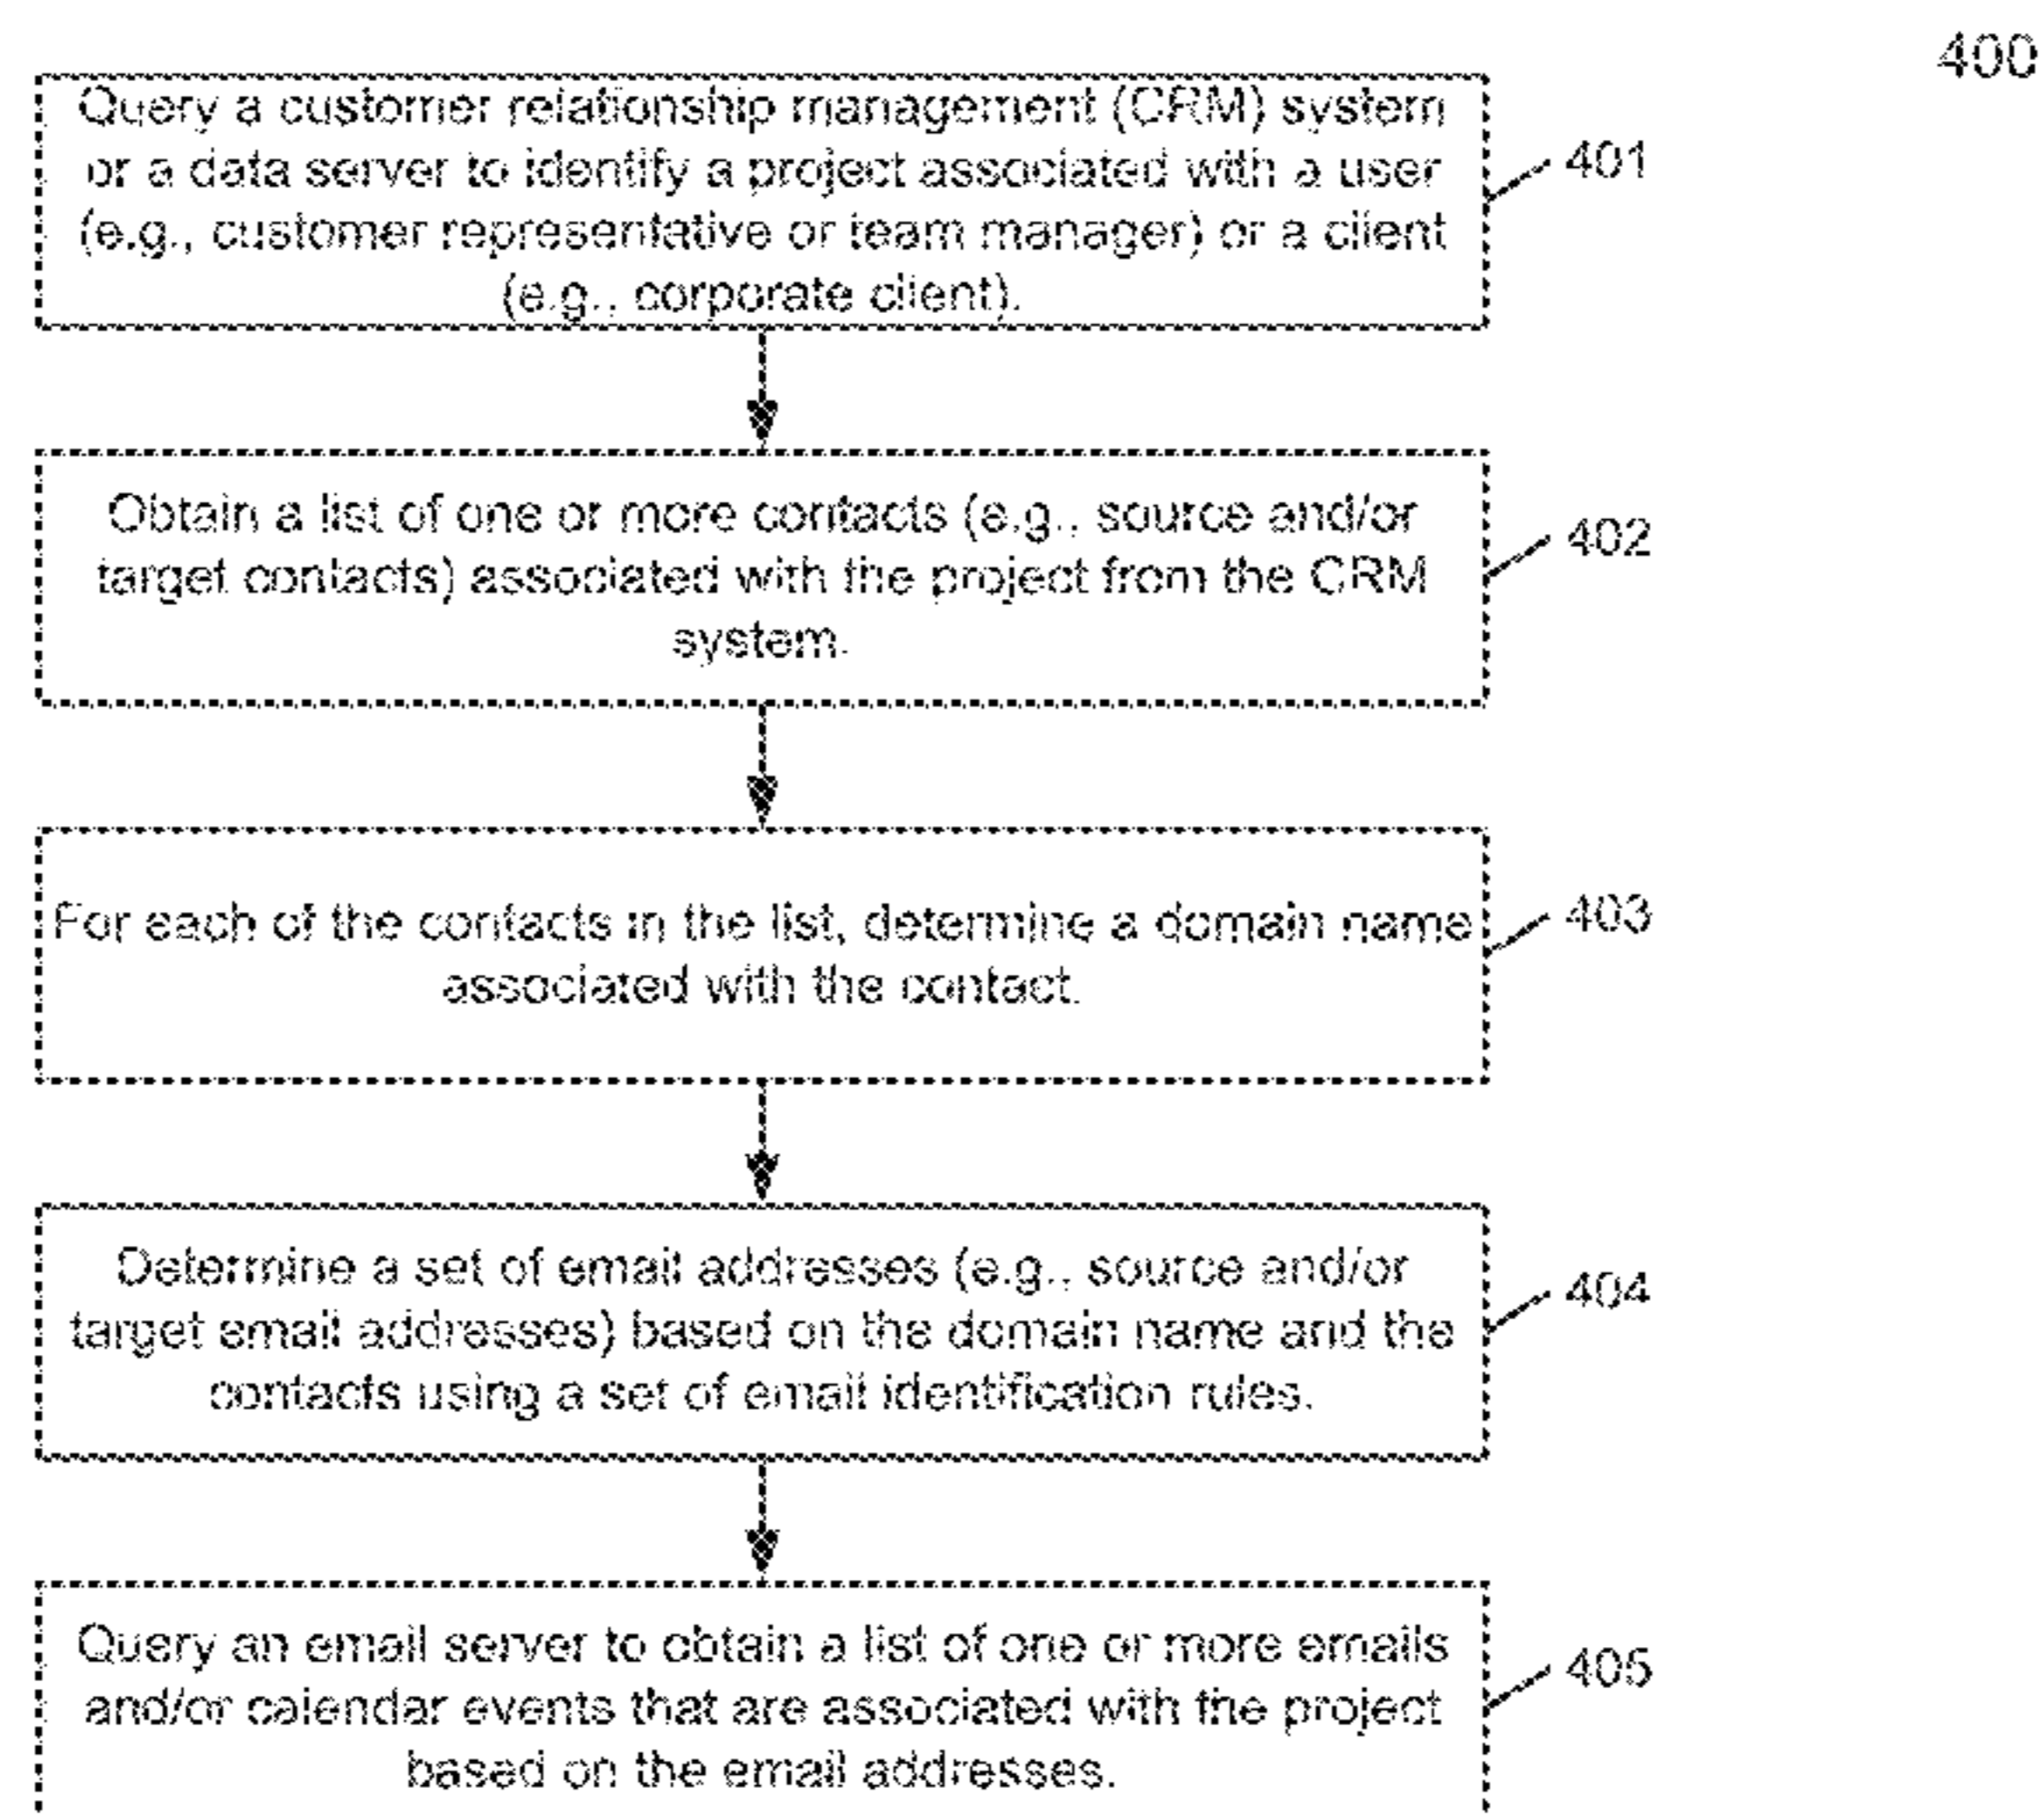 400
Query a customer relationship management (CRM) system
or a data server to identify a project associated with a user
(e.g., customer representative or team manager) or a client
(e.g., corporate client).
401
Obtain a list of one or more contacts (e.g., source and/or
target contacts) associated with the project from the CRM
system.
402
For each of the contacts in the list, determine a domain name
associated with the contact.
403
Determine a set of email addresses (e.g., source and/or
target email addresses) based on the domain name and the
contacts using a set of email identification rules.
404
Query an email server to obtain a list of one or more emails
and/or calendar events that are associated with the project
based on the email addresses.
405